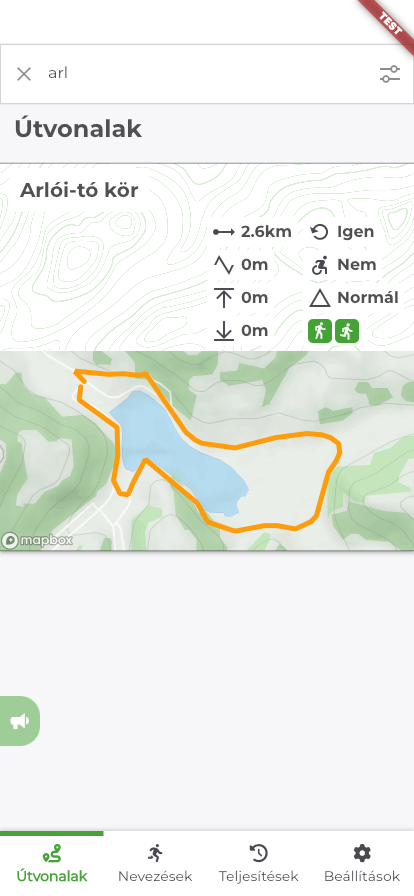 TEST
arl
Útvonalak
Arlói-tó kör
2.6km Igen
0m Nem
0m Normál
0m
mapbox
Útvonalak Nevezések Teljesítések Beállítások